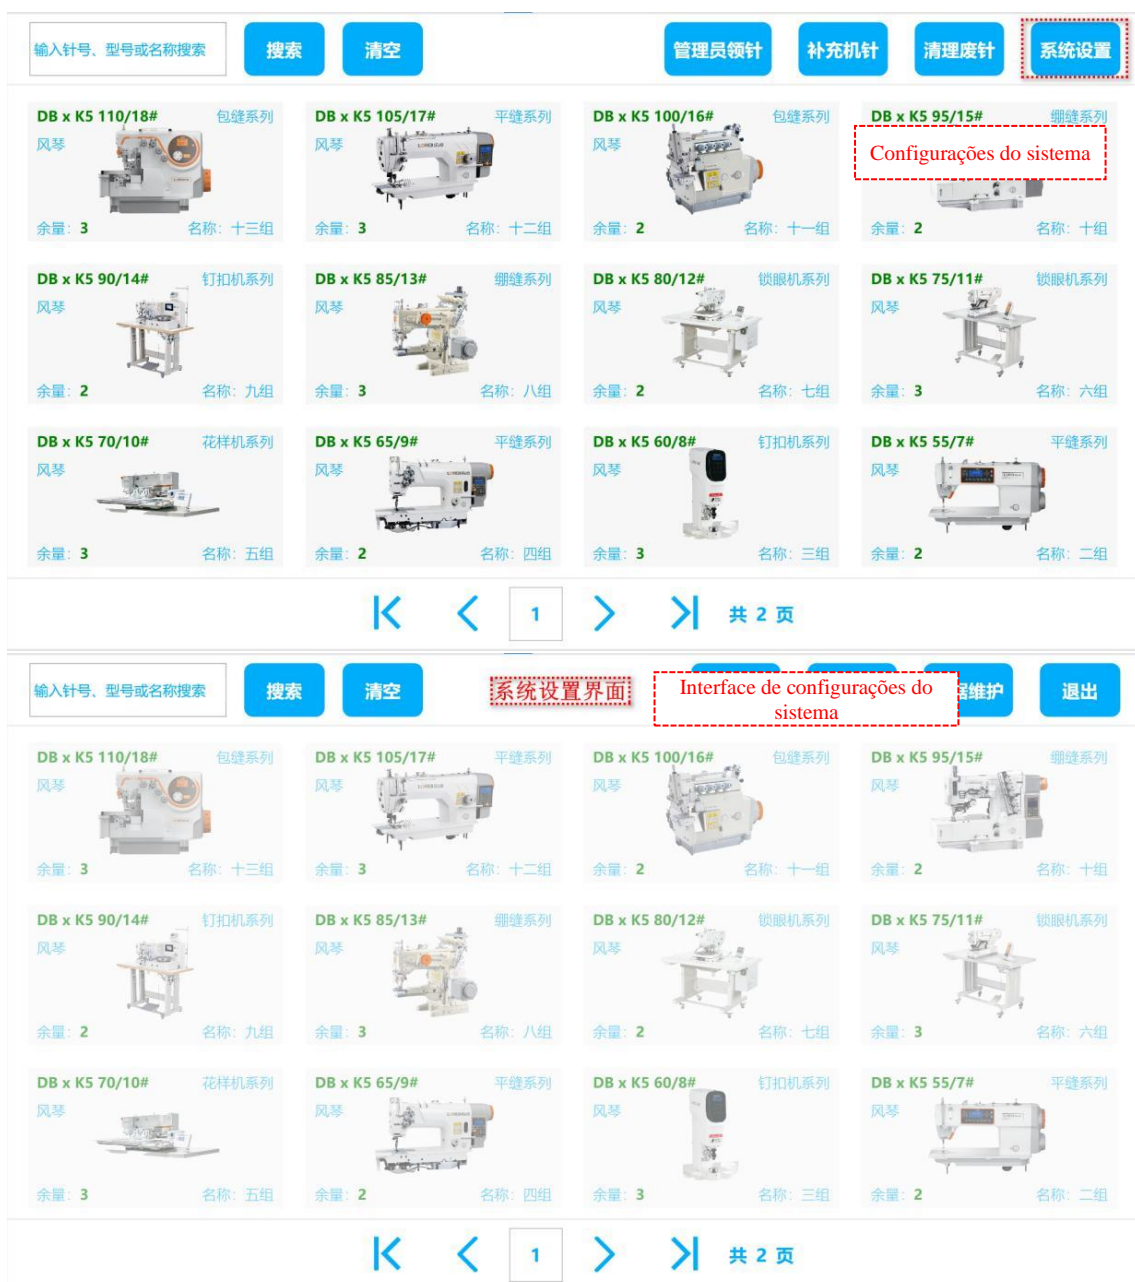 输入针号、型号或名称搜索 搜索 清空 管理员领针 补充机针 清理废针 系统设置
DB x K5 110/18# 包缝系列 DB x K5 105/17# 平缝系列 DB x K5 100/16# 包缝系列 DB x K5 95/15# 绷缝系列
风琴 风琴 风琴 Configurações do sistema
余量: 3 名称: 十三组 余量: 3 名称: 十二组 余量: 2 名称: 十一组 余量: 2 名称: 十组
DB x K5 90/14# 钉扣机系列 DB x K5 85/13# 绷缝系列 DB x K5 80/12# 锁眼机系列 DB x K5 75/11# 锁眼机系列
风琴 风琴 风琴 风琴
余量: 2 名称: 九组 余量: 3 名称: 八组 余量: 2 名称: 七组 余量: 3 名称: 六组
DB x K5 70/10# 花样机系列 DB x K5 65/9# 平缝系列 DB x K5 60/8# 钉扣机系列 DB x K5 55/7# 平缝系列
风琴 风琴 风琴 风琴
余量: 3 名称: 五组 余量: 2 名称: 四组 余量: 3 名称: 三组 余量: 2 名称: 二组
1 共 2 页
输入针号、型号或名称搜索 搜索 清空 系统设置界面 Interface de configurações do 维护 退出
sistema
DB x K5 110/18# 包缝系列 DB x K5 105/17# 平缝系列 DB x K5 100/16# 包缝系列 DB x K5 95/15# 绷缝系列
风琴 风琴 风琴 风琴
余量: 3 名称: 十三组 余量: 3 名称: 十二组 余量: 2 名称: 十一组 余量: 2 名称: 十组
DB x K5 90/14# 钉扣机系列 DB x K5 85/13# 绷缝系列 DB x K5 80/12# 锁眼机系列 DB x K5 75/11# 锁眼机系列
风琴 风琴 风琴 风琴
余量: 2 名称: 九组 余量: 3 名称: 八组 余量: 2 名称: 七组 余量: 3 名称: 六组
DB x K5 70/10# 花样机系列 DB x K5 65/9# 平缝系列 DB x K5 60/8# 钉扣机系列 DB x K5 55/7# 平缝系列
风琴 风琴 风琴 风琴
余量: 3 名称: 五组 余量: 2 名称: 四组 余量: 3 名称: 三组 余量: 2 名称: 二组
1 共 2 页